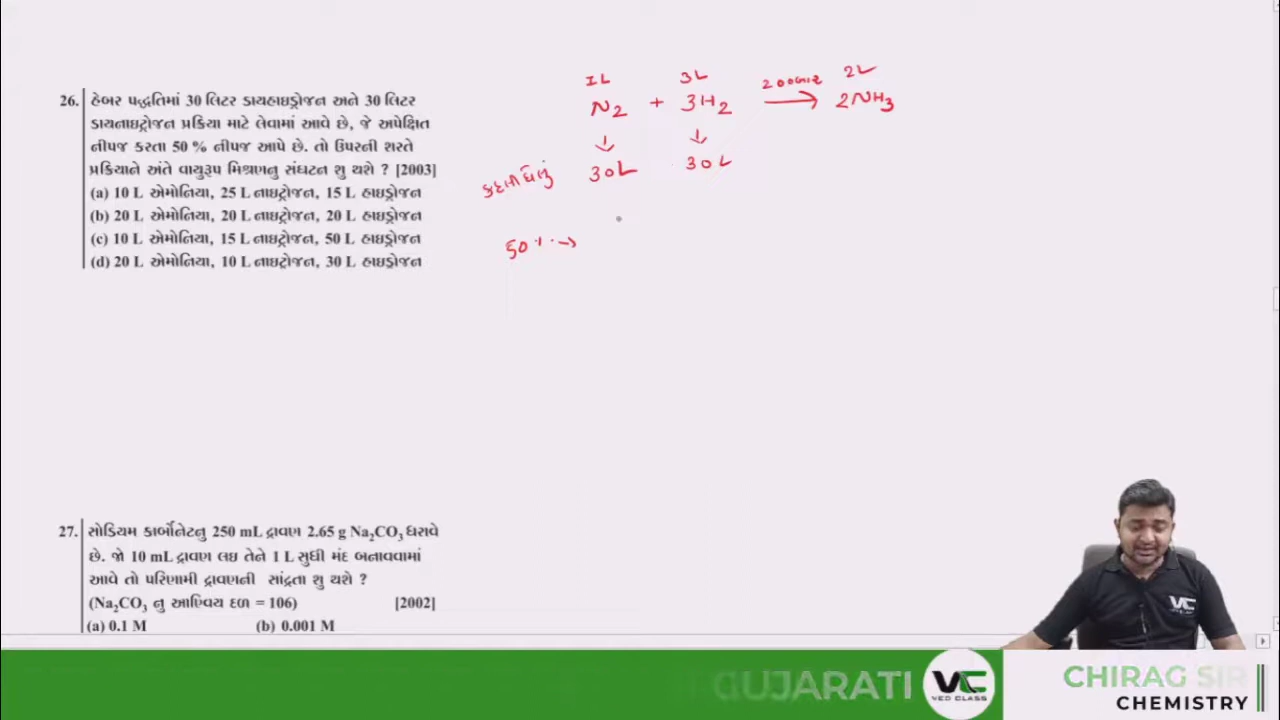 26. હેબર પદ્ધતિમાં 30 લિટર ડાયહાઇડ્રોજન અને 30 લિટર
ડાયનાઇટ્રોજન પ્રક્રિયા માટે લેવામાં આવે છે, જે અપેક્ષિત
નીપજ કરતા 50 % નીપજ આપે છે. તો ઉપરની શરતે
પ્રક્રિયાને અંતે વાયુરૂપ મિશ્રણનુ સંઘટન શુ થશે ? [2003]
(a) 10 L એમોનિયા, 25 L નાઇટ્રોજન, 15 L હાઇડ્રોજન
(b) 20 L એમોનિયા, 20 L નાઇટ્રોજન, 20 L હાઇડ્રોજન
(c) 10 L એમોનિયા, 15 L નાઇટ્રોજન, 50 L હાઇડ્રોજન
(d) 20 L એમોનિયા, 10 L નાઇટ્રોજન, 30 L હાઇડ્રોજન
1L 3L 200બાર 2L
N2 + 3H2 → 2NH3
↓ ↓
30L 30L
50% →
27. સોડિયમ કાર્બોનેટનુ 250 mL દ્રાવણ 2.65 g Na₂CO₃ ધરાવે
છે. જો 10 mL દ્રાવણ લઇ તેને 1 L સુધી મંદ બનાવવામાં
આવે તો પરિણામી દ્રાવણની સાંદ્રતા શુ થશે ?
(Na₂CO₃ નુ આણ્વિય દળ = 106) [2002]
(a) 0.1 M (b) 0.001 M
GUJARATI
VC
VED CLASS
VC
CHIRAG SIR
CHEMISTRY